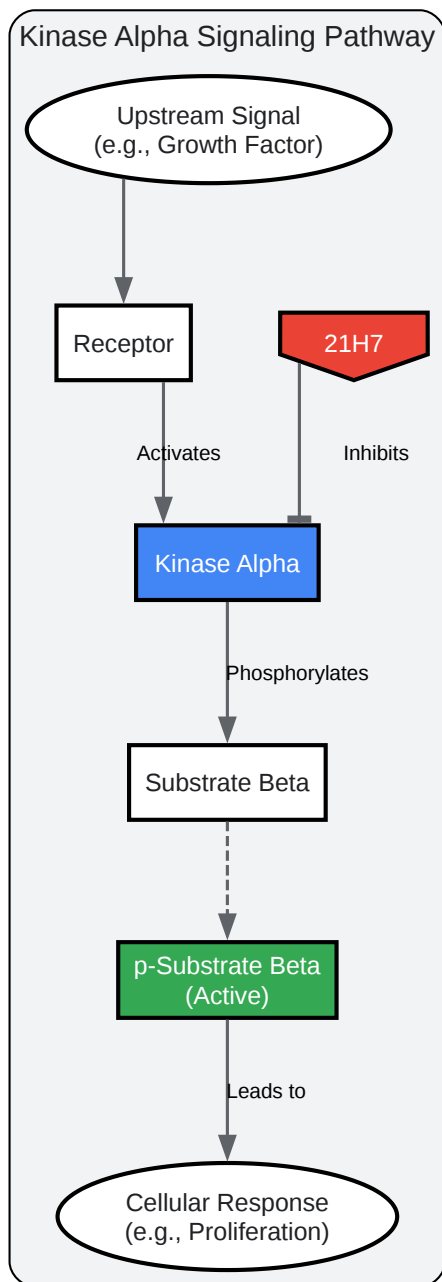 Kinase Alpha Signaling Pathway
Upstream Signal
(e.g., Growth Factor)
Receptor
21H7
Activates
Inhibits
Kinase Alpha
Phosphorylates
Substrate Beta
p-Substrate Beta
(Active)
Leads to
Cellular Response
(e.g., Proliferation)